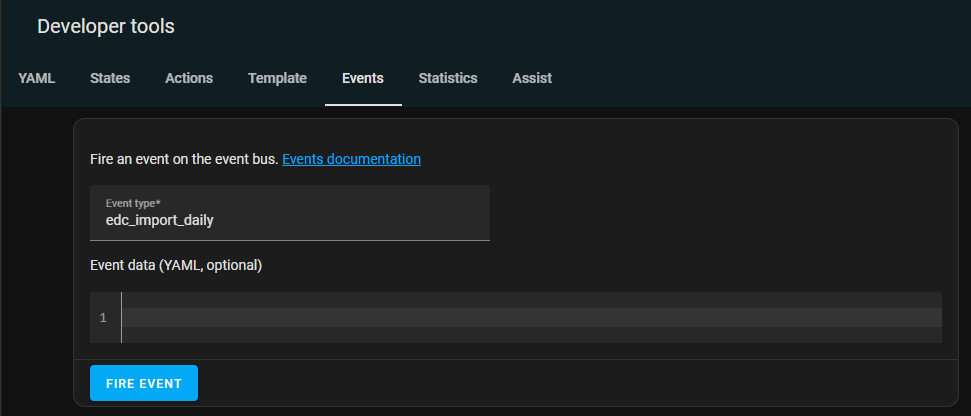 Developer tools
YAML States Actions Template Events Statistics Assist
Fire an event on the event bus. Events documentation
Event type*
edc_import_daily
Event data (YAML, optional)
1
FIRE EVENT